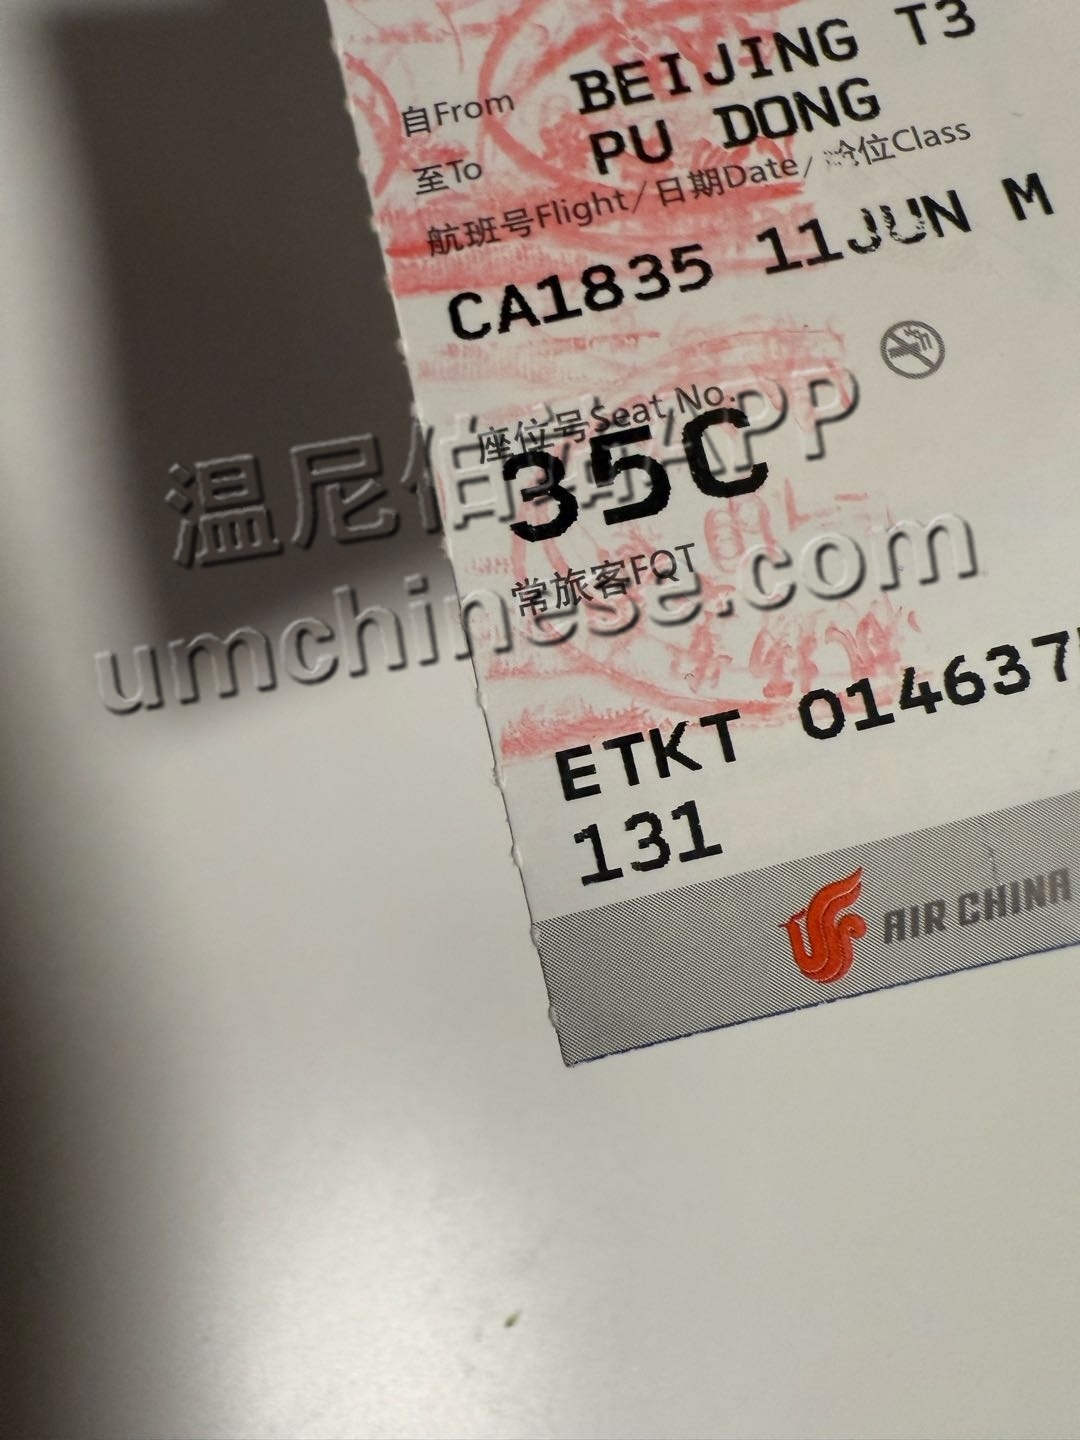 自From BEIJING T3
至To PU DONG
航班号Flight/日期Date/舱位Class
CA1835 11JUN M
座位号Seat No.
35C
常旅客FQT
ETKT 014637
131
AIR CHINA
温尼伯 APP
umchinese.com